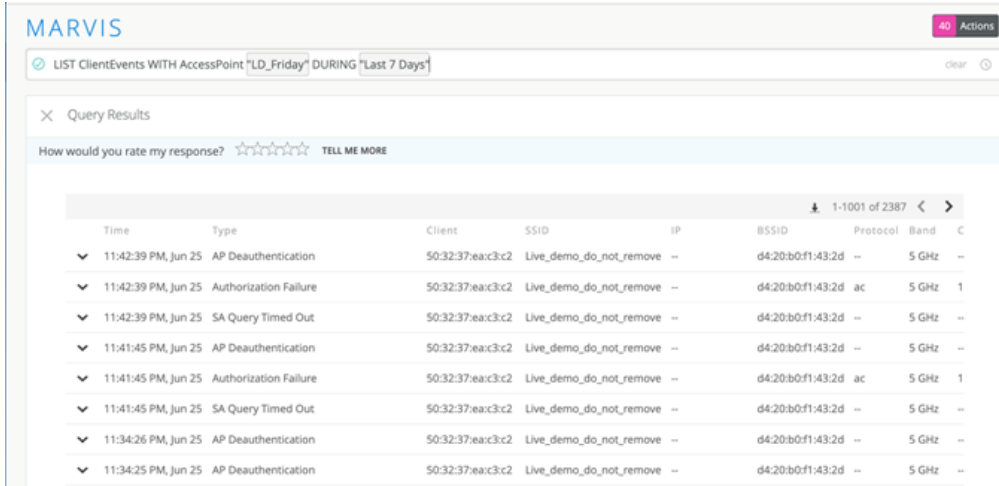 MARVIS
40 Actions
LIST ClientEvents WITH AccessPoint "LD_Friday" DURING "Last 7 Days"
clear
Query Results
How would you rate my response? TELL ME MORE
1-1001 of 2387
Time Type Client SSID IP BSSID Protocol Band C
11:42:39 PM, Jun 25 AP Deauthentication 50:32:37:ea:c3:c2 Live_demo_do_not_remove -- d4:20:b0:f1:43:2d -- 5 GHz --
11:42:39 PM, Jun 25 Authorization Failure 50:32:37:ea:c3:c2 Live_demo_do_not_remove -- d4:20:b0:f1:43:2d ac 5 GHz 1
11:42:39 PM, Jun 25 SA Query Timed Out 50:32:37:ea:c3:c2 Live_demo_do_not_remove -- d4:20:b0:f1:43:2d -- 5 GHz --
11:41:45 PM, Jun 25 AP Deauthentication 50:32:37:ea:c3:c2 Live_demo_do_not_remove -- d4:20:b0:f1:43:2d -- 5 GHz --
11:41:45 PM, Jun 25 Authorization Failure 50:32:37:ea:c3:c2 Live_demo_do_not_remove -- d4:20:b0:f1:43:2d ac 5 GHz 1
11:41:45 PM, Jun 25 SA Query Timed Out 50:32:37:ea:c3:c2 Live_demo_do_not_remove -- d4:20:b0:f1:43:2d -- 5 GHz --
11:34:26 PM, Jun 25 AP Deauthentication 50:32:37:ea:c3:c2 Live_demo_do_not_remove -- d4:20:b0:f1:43:2d -- 5 GHz --
11:34:25 PM, Jun 25 AP Deauthentication 50:32:37:ea:c3:c2 Live_demo_do_not_remove -- d4:20:b0:f1:43:2d -- 5 GHz --